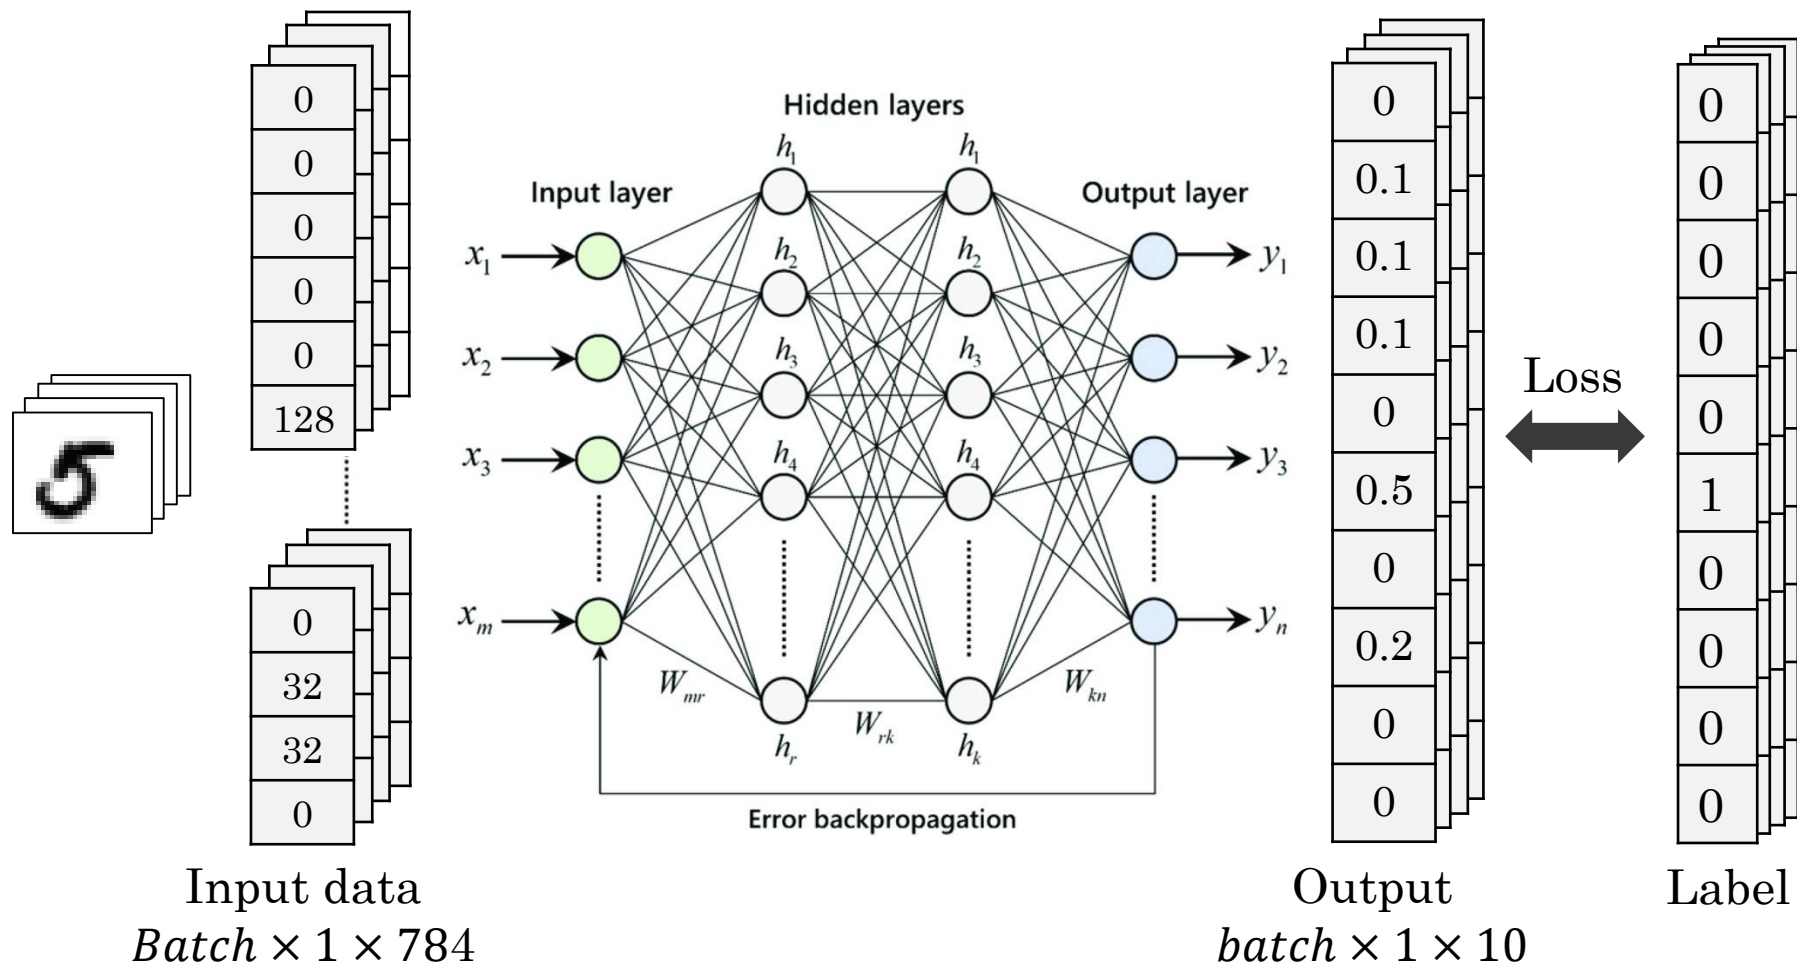 0
0
0
0
0
128
0
32
32
0
Input data
Batch × 1 × 784
Hidden layers
Input layer
Output layer
x₁
x₂
x₃
xₘ
h₁
h₂
h₃
h₄
hᵣ
h₁
h₂
h₃
h₄
hₖ
W_mr
W_rk
W_kn
y₁
y₂
y₃
yₙ
Error backpropagation
0
0.1
0.1
0.1
0
0.5
0
0.2
0
0
Output
batch × 1 × 10
Loss
0
0
0
0
0
1
0
0
0
0
Label
5